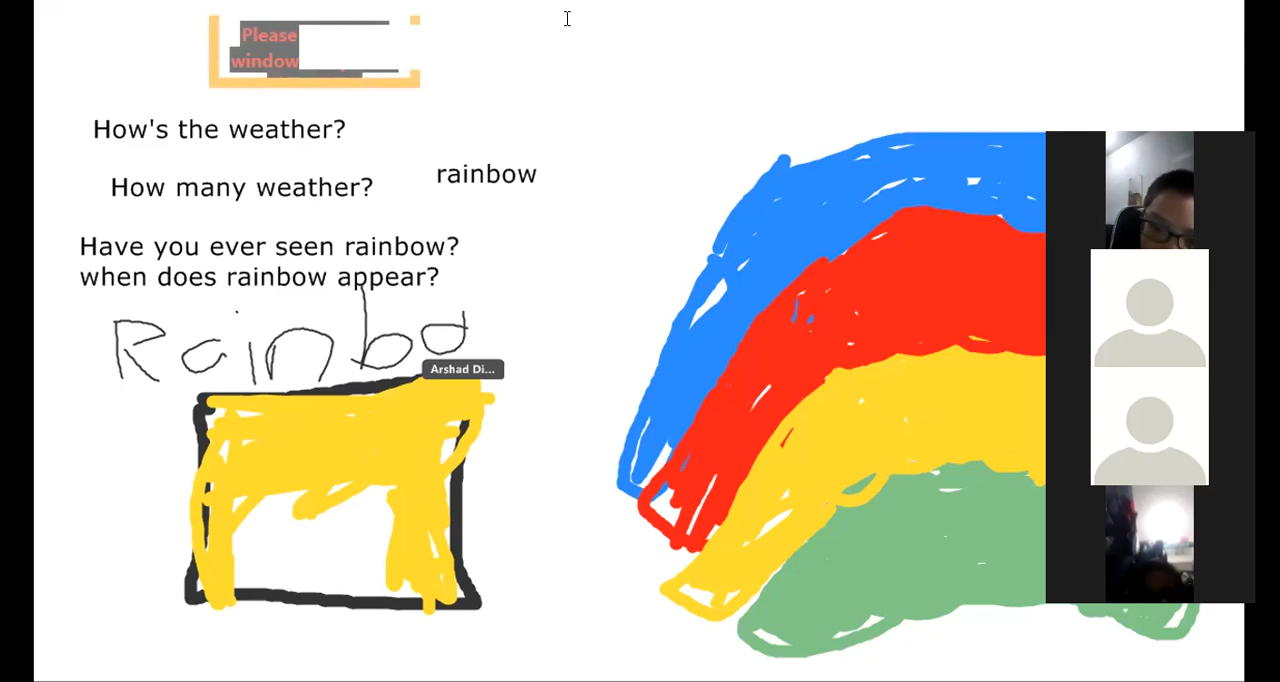 Please
window
How's the weather?
How many weather?
rainbow
Have you ever seen rainbow?
when does rainbow appear?
Rainbo
Arshad Di...